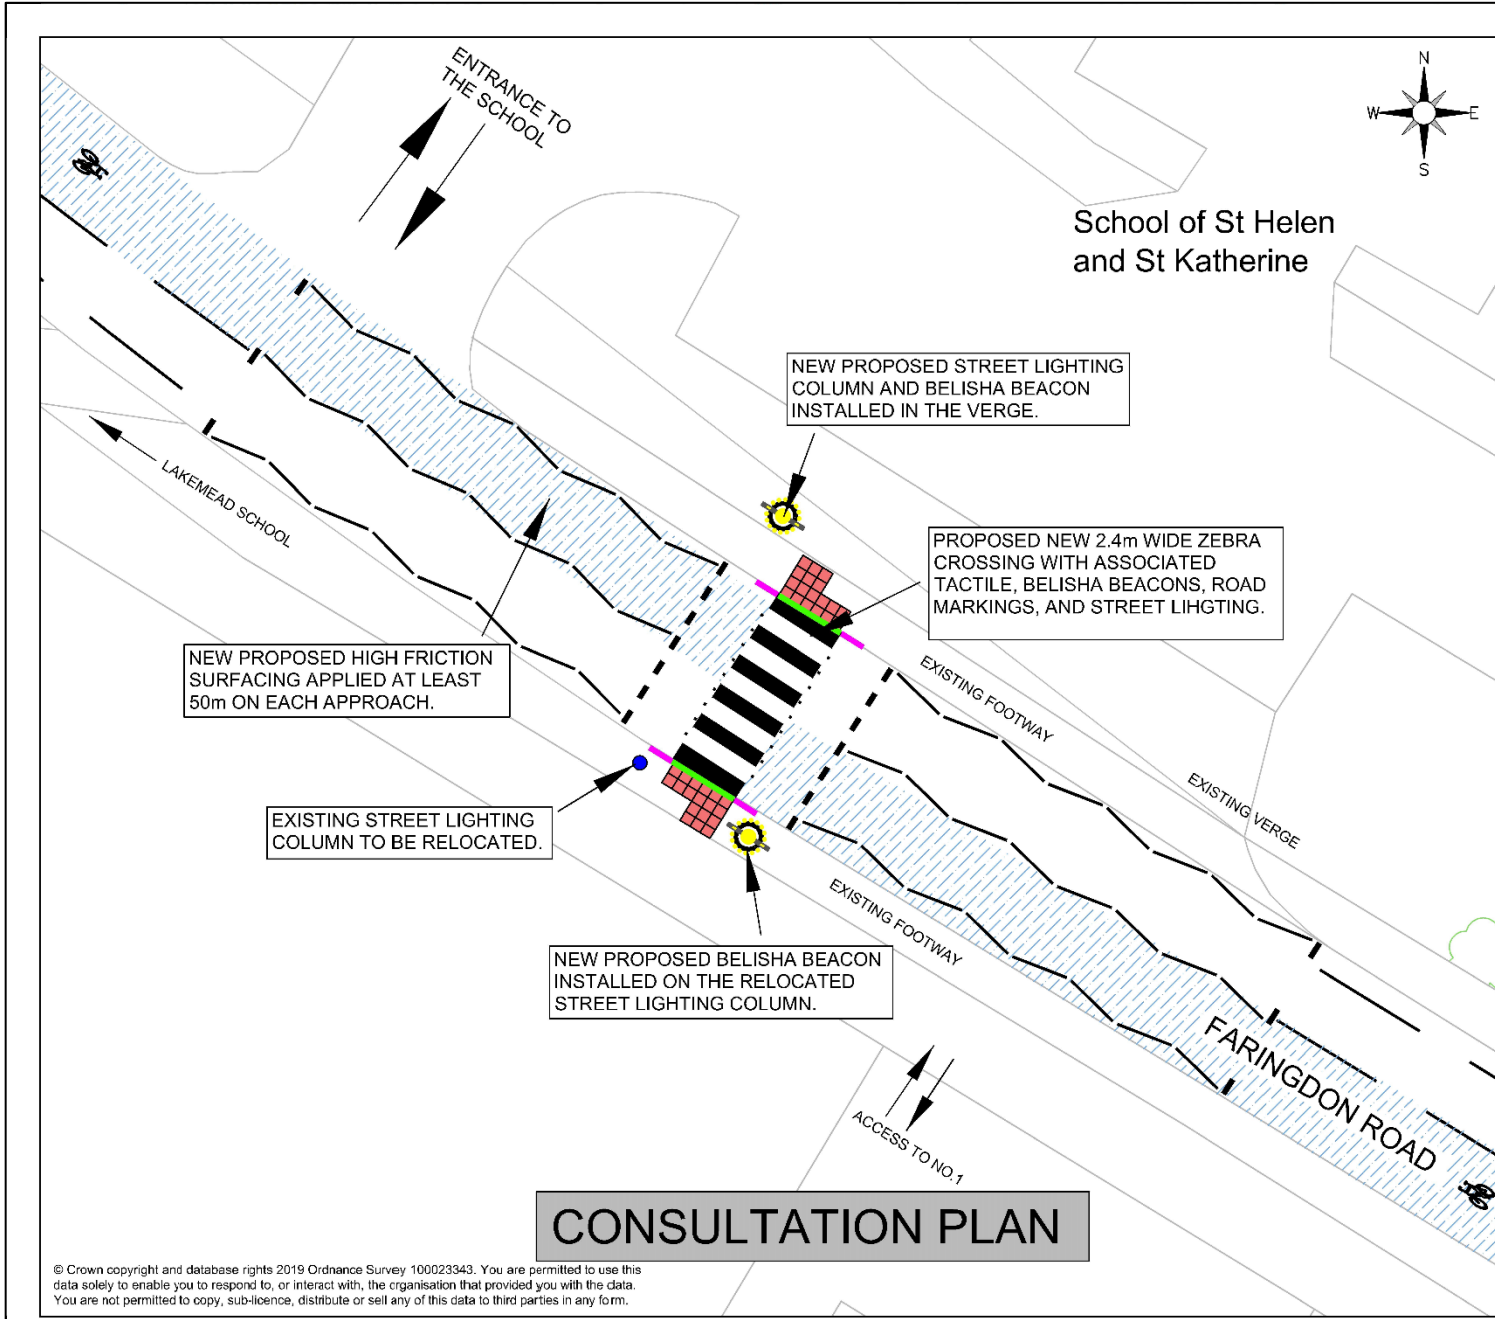 ENTRANCE TO
THE SCHOOL
N
W
E
S
School of St Helen
and St Katherine
NEW PROPOSED STREET LIGHTING
COLUMN AND BELISHA BEACON
INSTALLED IN THE VERGE.
LAKEMEAD SCHOOL
PROPOSED NEW 2.4m WIDE ZEBRA
CROSSING WITH ASSOCIATED
TACTILE, BELISHA BEACONS, ROAD
MARKINGS, AND STREET LIHGTING.
NEW PROPOSED HIGH FRICTION
SURFACING APPLIED AT LEAST
50m ON EACH APPROACH.
EXISTING FOOTWAY
EXISTING VERGE
EXISTING STREET LIGHTING
COLUMN TO BE RELOCATED.
EXISTING FOOTWAY
NEW PROPOSED BELISHA BEACON
INSTALLED ON THE RELOCATED
STREET LIGHTING COLUMN.
FARINGDON ROAD
ACCESS TO NO.1
CONSULTATION PLAN
© Crown copyright and database rights 2019 Ordnance Survey 100023343. You are permitted to use this
data solely to enable you to respond to, or interact with, the organisation that provided you with the data.
You are not permitted to copy, sub-licence, distribute or sell any of this data to third parties in any form.